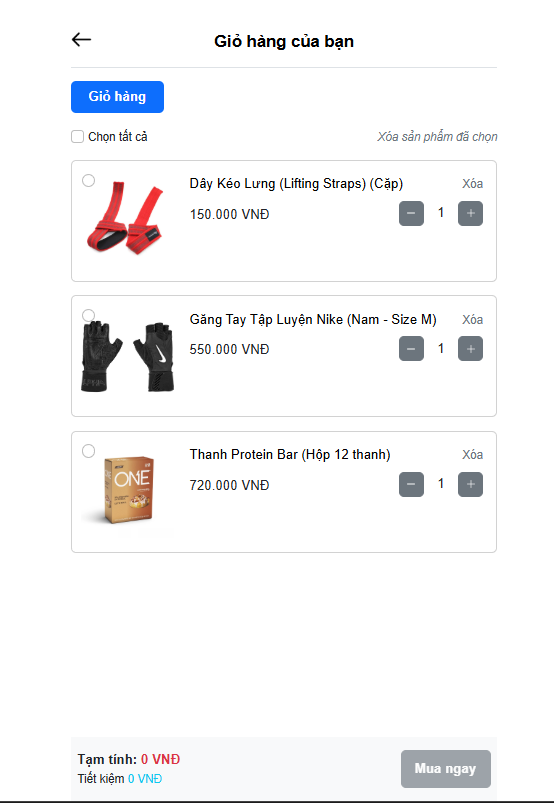 Giỏ hàng của bạn
Giỏ hàng
Chọn tất cả
Xóa sản phẩm đã chọn
Dây Kéo Lưng (Lifting Straps) (Cặp)
Xóa
150.000 VNĐ
1
Găng Tay Tập Luyện Nike (Nam - Size M)
Xóa
550.000 VNĐ
1
Thanh Protein Bar (Hộp 12 thanh)
Xóa
ONE
720.000 VNĐ
1
Tạm tính: 0 VNĐ
Tiết kiệm 0 VNĐ
Mua ngay